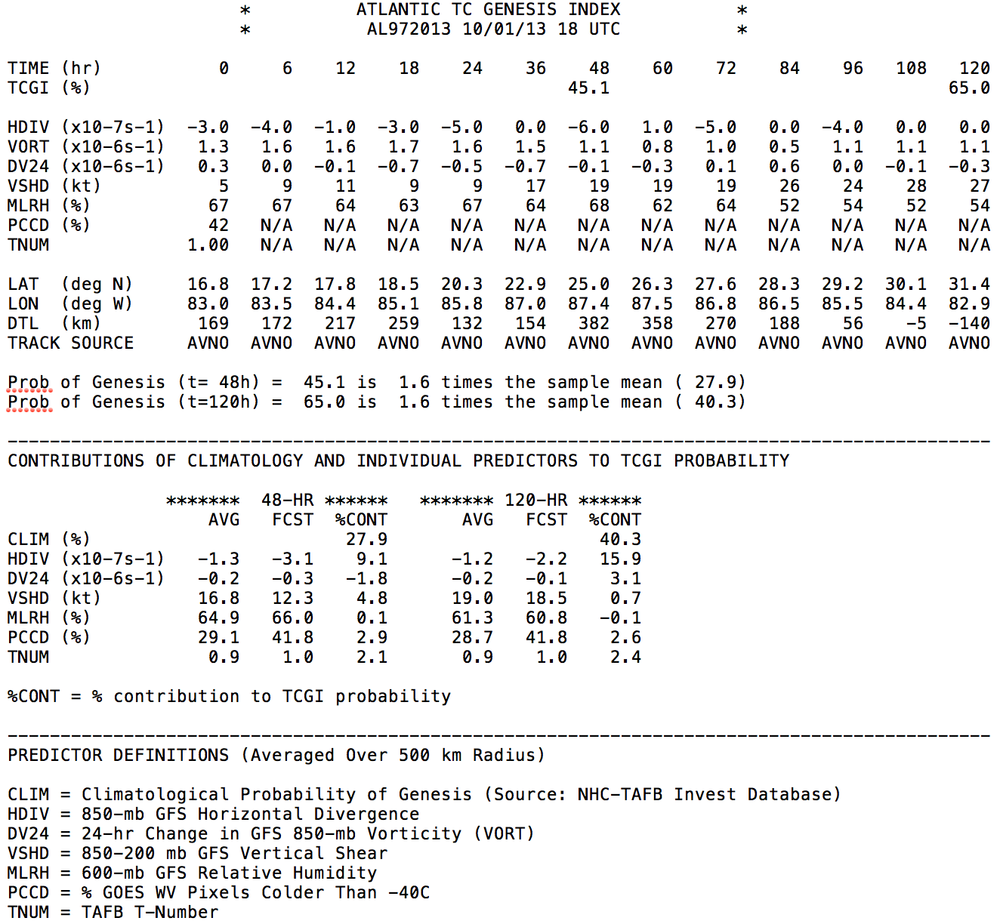 * ATLANTIC TC GENESIS INDEX *
* AL972013 10/01/13 18 UTC *
TIME (hr) 0 6 12 18 24 36 48 60 72 84 96 108 120
TCGI (%) 45.1 65.0
HDIV (x10-7s-1) -3.0 -4.0 -1.0 -3.0 -5.0 0.0 -6.0 1.0 -5.0 0.0 -4.0 0.0 0.0
VORT (x10-6s-1) 1.3 1.6 1.6 1.7 1.6 1.5 1.1 0.8 1.0 0.5 1.1 1.1 1.1
DV24 (x10-6s-1) 0.3 0.0 -0.1 -0.7 -0.5 -0.7 -0.1 -0.3 0.1 0.6 0.0 -0.1 -0.3
VSHD (kt) 5 9 11 9 9 17 19 19 19 26 24 28 27
MLRH (%) 67 67 64 63 67 64 68 62 64 52 54 52 54
PCCD (%) 42 N/A N/A N/A N/A N/A N/A N/A N/A N/A N/A N/A N/A
TNUM 1.00 N/A N/A N/A N/A N/A N/A N/A N/A N/A N/A N/A N/A
LAT (deg N) 16.8 17.2 17.8 18.5 20.3 22.9 25.0 26.3 27.6 28.3 29.2 30.1 31.4
LON (deg W) 83.0 83.5 84.4 85.1 85.8 87.0 87.4 87.5 86.8 86.5 85.5 84.4 82.9
DTL (km) 169 172 217 259 132 154 382 358 270 188 56 -5 -140
TRACK SOURCE AVNO AVNO AVNO AVNO AVNO AVNO AVNO AVNO AVNO AVNO AVNO AVNO AVNO
Prob of Genesis (t= 48h) = 45.1 is 1.6 times the sample mean ( 27.9)
Prob of Genesis (t=120h) = 65.0 is 1.6 times the sample mean ( 40.3)
---------------------------------------------------------------------------------------------
CONTRIBUTIONS OF CLIMATOLOGY AND INDIVIDUAL PREDICTORS TO TCGI PROBABILITY
******* 48-HR ****** ******* 120-HR ******
AVG FCST %CONT AVG FCST %CONT
CLIM (%) 27.9 40.3
HDIV (x10-7s-1) -1.3 -3.1 9.1 -1.2 -2.2 15.9
DV24 (x10-6s-1) -0.2 -0.3 -1.8 -0.2 -0.1 3.1
VSHD (kt) 16.8 12.3 4.8 19.0 18.5 0.7
MLRH (%) 64.9 66.0 0.1 61.3 60.8 -0.1
PCCD (%) 29.1 41.8 2.9 28.7 41.8 2.6
TNUM 0.9 1.0 2.1 0.9 1.0 2.4
%CONT = % contribution to TCGI probability
---------------------------------------------------------------------------------------------
PREDICTOR DEFINITIONS (Averaged Over 500 km Radius)
CLIM = Climatological Probability of Genesis (Source: NHC-TAFB Invest Database)
HDIV = 850-mb GFS Horizontal Divergence
DV24 = 24-hr Change in GFS 850-mb Vorticity (VORT)
VSHD = 850-200 mb GFS Vertical Shear
MLRH = 600-mb GFS Relative Humidity
PCCD = % GOES WV Pixels Colder Than -40C
TNUM = TAFB T-Number